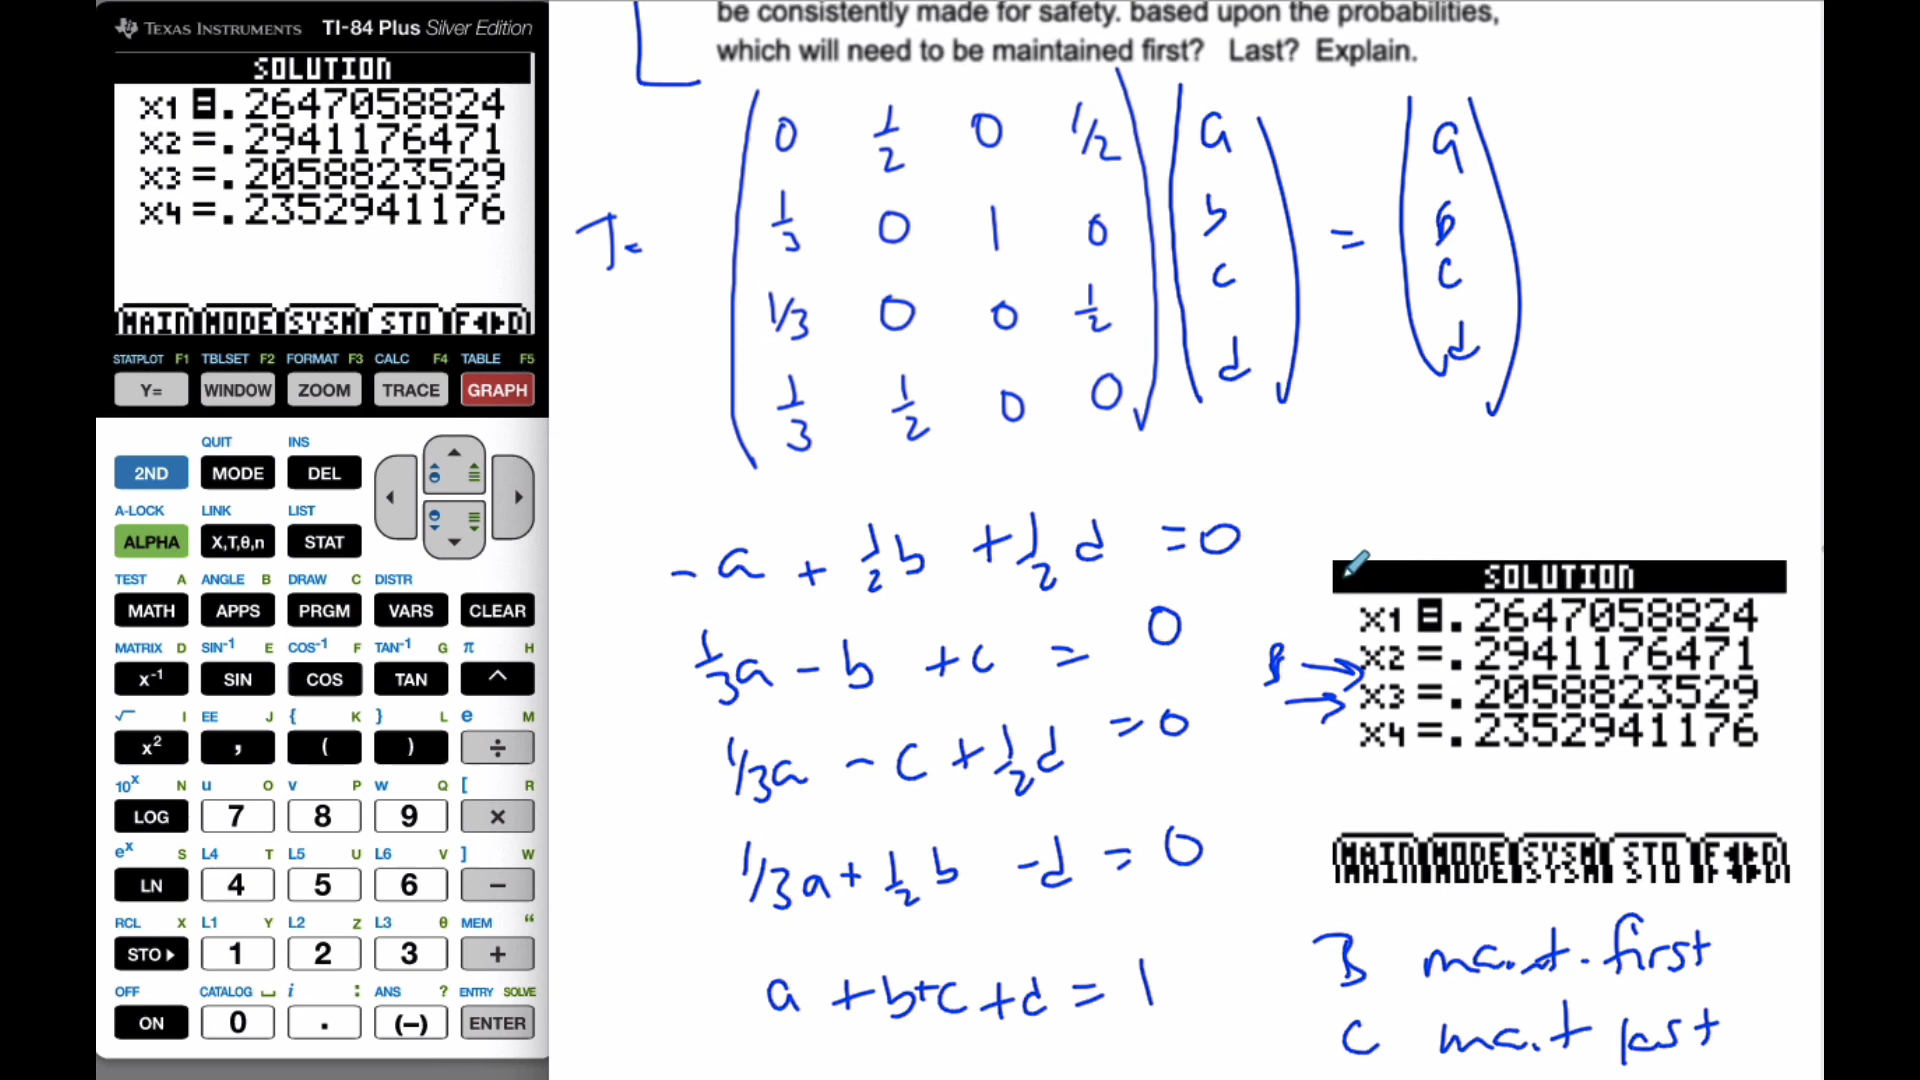 TEXAS INSTRUMENTS TI-84 Plus Silver Edition
SOLUTION
x1 =.2647058824
x2 =.2941176471
x3 =.2058823529
x4 =.2352941176
MAIN MODE SYSM STO F◄►D
STATPLOT F1 TBLSET F2 FORMAT F3 CALC F4 TABLE F5
Y= WINDOW ZOOM TRACE GRAPH
QUIT INS
2ND MODE DEL
A-LOCK LINK LIST
ALPHA X,T,θ,n STAT
TEST A ANGLE B DRAW C DISTR
MATH APPS PRGM VARS CLEAR
MATRIX D SIN⁻¹ E COS⁻¹ F TAN⁻¹ G π H
x⁻¹ SIN COS TAN ^
√ I EE J { K } L e M
x² , ( ) ÷
10ˣ N u O v P w Q [ R
LOG 7 8 9 ×
eˣ S L4 T L5 U L6 V ] W
LN 4 5 6 −
RCL X L1 Y L2 Z L3 θ MEM "
STO► 1 2 3 +
OFF CATALOG ␣ i : ANS ? ENTRY SOLVE
ON 0 . (−) ENTER
be consistently made for safety. based upon the probabilities,
which will need to be maintained first? Last? Explain.
0 1/2 0 1/2 a a
1/3 0 1 0 b b
T= =
1/3 0 0 1/2 c c
1/3 1/2 0 0 d d
-a + 1/2b + 1/2d = 0
1/3a - b + c = 0
1/3a - c + 1/2d = 0
1/3a + 1/2b - d = 0
a + b + c + d = 1
SOLUTION
x1 =.2647058824
B x2 =.2941176471
x3 =.2058823529
x4 =.2352941176
MAIN MODE SYSM STO F◄►D
B maint. first
C maint last